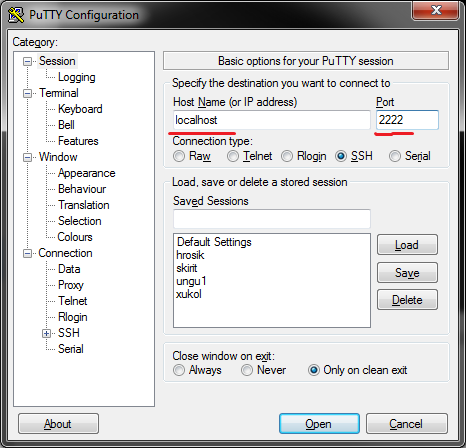 PuTTY Configuration
Category:
Session
Logging
Terminal
Keyboard
Bell
Features
Window
Appearance
Behaviour
Translation
Selection
Colours
Connection
Data
Proxy
Telnet
Rlogin
SSH
Serial
Basic options for your PuTTY session
Specify the destination you want to connect to
Host Name (or IP address) Port
localhost 2222
Connection type:
Raw Telnet Rlogin SSH Serial
Load, save or delete a stored session
Saved Sessions
Default Settings
hrosik
skirit
ungu1
xukol
Load
Save
Delete
Close window on exit:
Always Never Only on clean exit
About Open Cancel